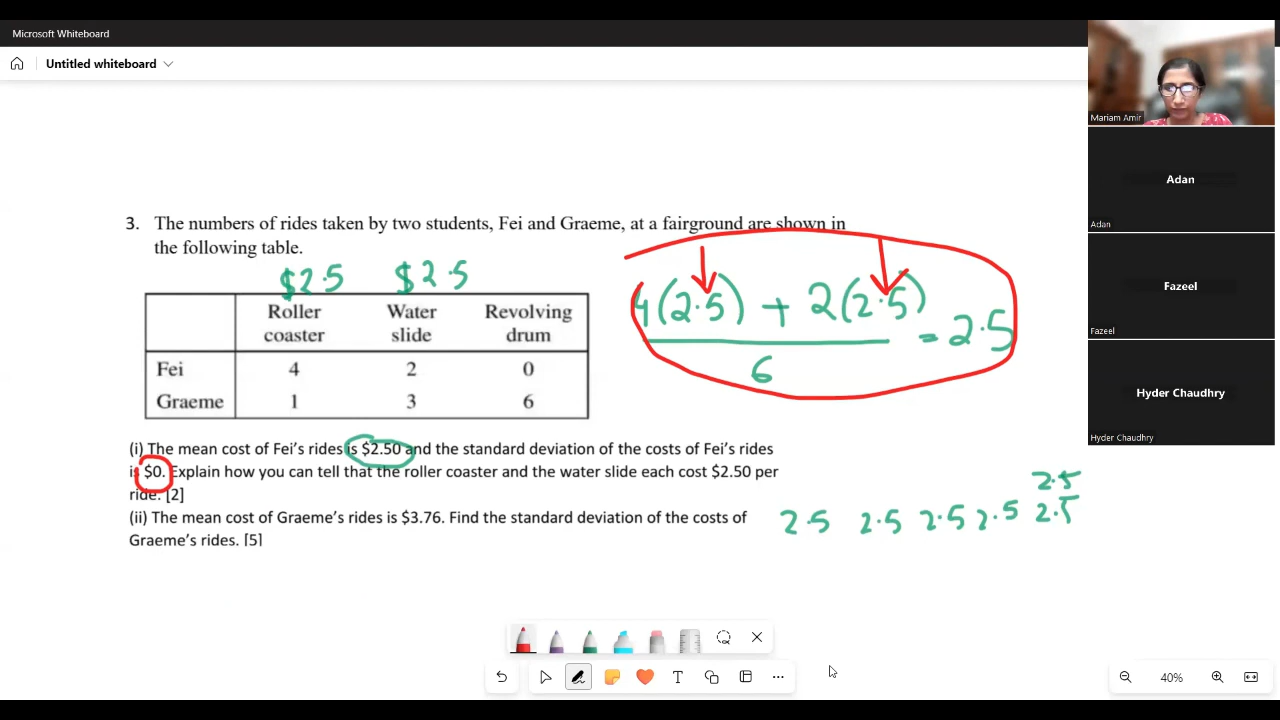 Microsoft Whiteboard
Untitled whiteboard
Mariam Amir
Adan
Adan
Fazeel
Fazeel
Hyder Chaudhry
Hyder Chaudhry
3. The numbers of rides taken by two students, Fei and Graeme, at a fairground are shown in
the following table.
$2.5 $2.5
Roller coaster Water slide Revolving drum
Fei 4 2 0
Graeme 1 3 6
4(2.5) + 2(2.5)
6
= 2.5
(i) The mean cost of Fei's rides is $2.50 and the standard deviation of the costs of Fei's rides
is $0. Explain how you can tell that the roller coaster and the water slide each cost $2.50 per
ride. [2]
(ii) The mean cost of Graeme's rides is $3.76. Find the standard deviation of the costs of
Graeme's rides. [5]
2.5
2.5 2.5 2.5 2.5 2.5
40%